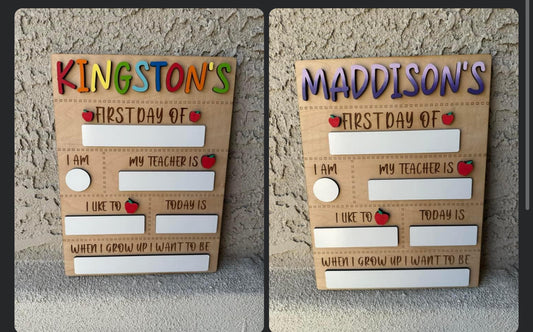 KINGSTON'S
FIRST DAY OF
I AM
MY TEACHER IS
I LIKE TO
TODAY IS
WHEN I GROW UP I WANT TO BE
MADDISON'S
FIRST DAY OF
I AM
MY TEACHER IS
I LIKE TO
TODAY IS
WHEN I GROW UP I WANT TO BE